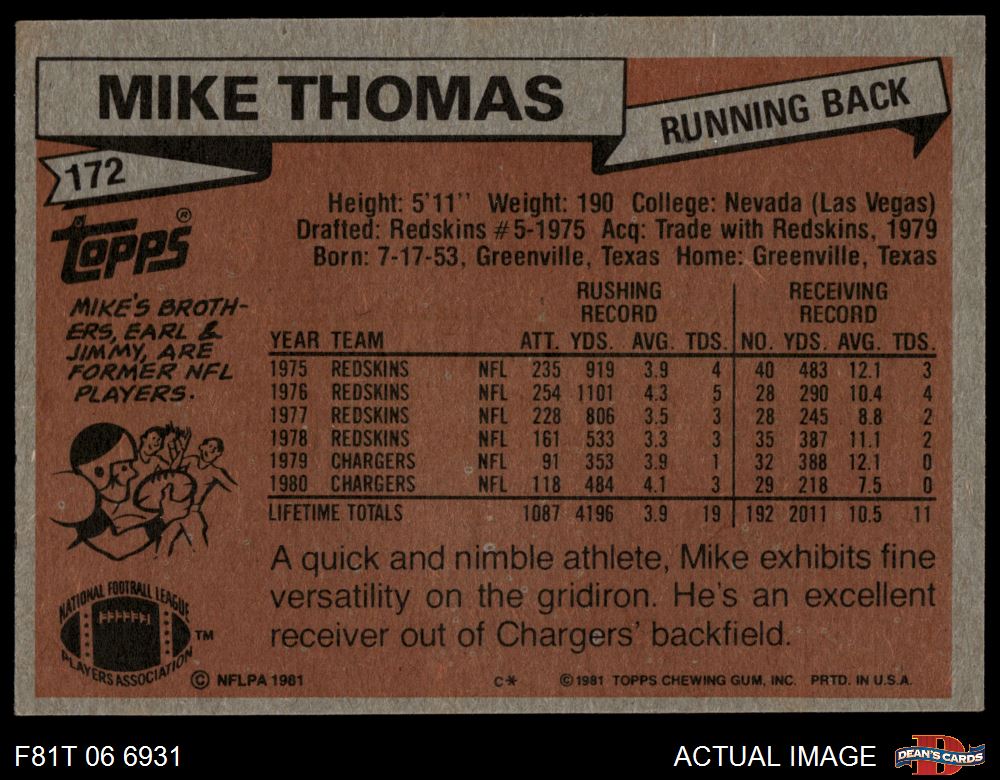 MIKE THOMAS
RUNNING BACK
172
TOPPS®
Height: 5'11'' Weight: 190 College: Nevada (Las Vegas)
Drafted: Redskins #5-1975 Acq: Trade with Redskins, 1979
Born: 7-17-53, Greenville, Texas Home: Greenville, Texas
MIKE'S BROTH-
ERS, EARL &
JIMMY, ARE
FORMER NFL
PLAYERS.
RUSHING RECEIVING
RECORD RECORD
YEAR TEAM ATT. YDS. AVG. TDS. NO. YDS. AVG. TDS.
1975 REDSKINS NFL 235 919 3.9 4 40 483 12.1 3
1976 REDSKINS NFL 254 1101 4.3 5 28 290 10.4 4
1977 REDSKINS NFL 228 806 3.5 3 28 245 8.8 2
1978 REDSKINS NFL 161 533 3.3 3 35 387 11.1 2
1979 CHARGERS NFL 91 353 3.9 1 32 388 12.1 0
1980 CHARGERS NFL 118 484 4.1 3 29 218 7.5 0
LIFETIME TOTALS 1087 4196 3.9 19 192 2011 10.5 11
A quick and nimble athlete, Mike exhibits fine
versatility on the gridiron. He's an excellent
receiver out of Chargers' backfield.
NATIONAL FOOTBALL LEAGUE
PLAYERS ASSOCIATION
TM
© NFLPA 1981 C* ©1981 TOPPS CHEWING GUM, INC. PRTD. IN U.S.A.
F81T 06 6931 ACTUAL IMAGE D DEAN'S CARDS